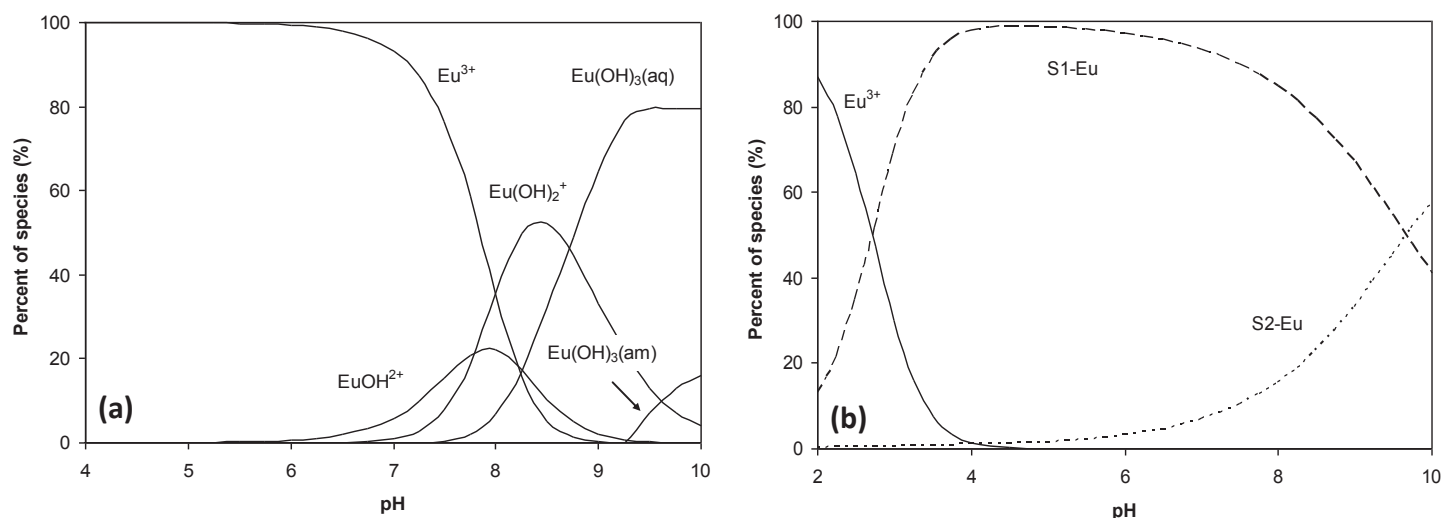 100
80
60
40
20
0
Percent of species (%)
4
5
6
7
8
9
10
pH
Eu³⁺
Eu(OH)₃(aq)
Eu(OH)₂⁺
Eu(OH)₃(am)
EuOH²⁺
(a)
100
80
60
40
20
0
Percent of species (%)
2
4
6
8
10
pH
S1-Eu
Eu³⁺
S2-Eu
(b)